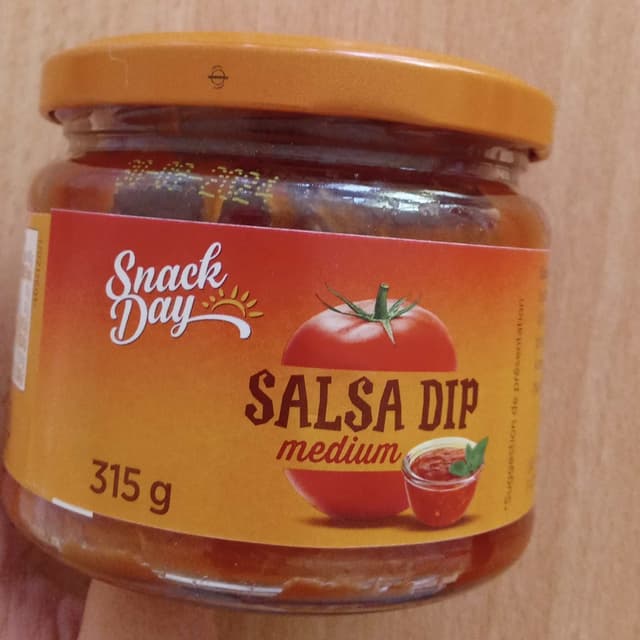 Snack
Day
SALSA DIP
medium
315 g
*Suggestion de présentation